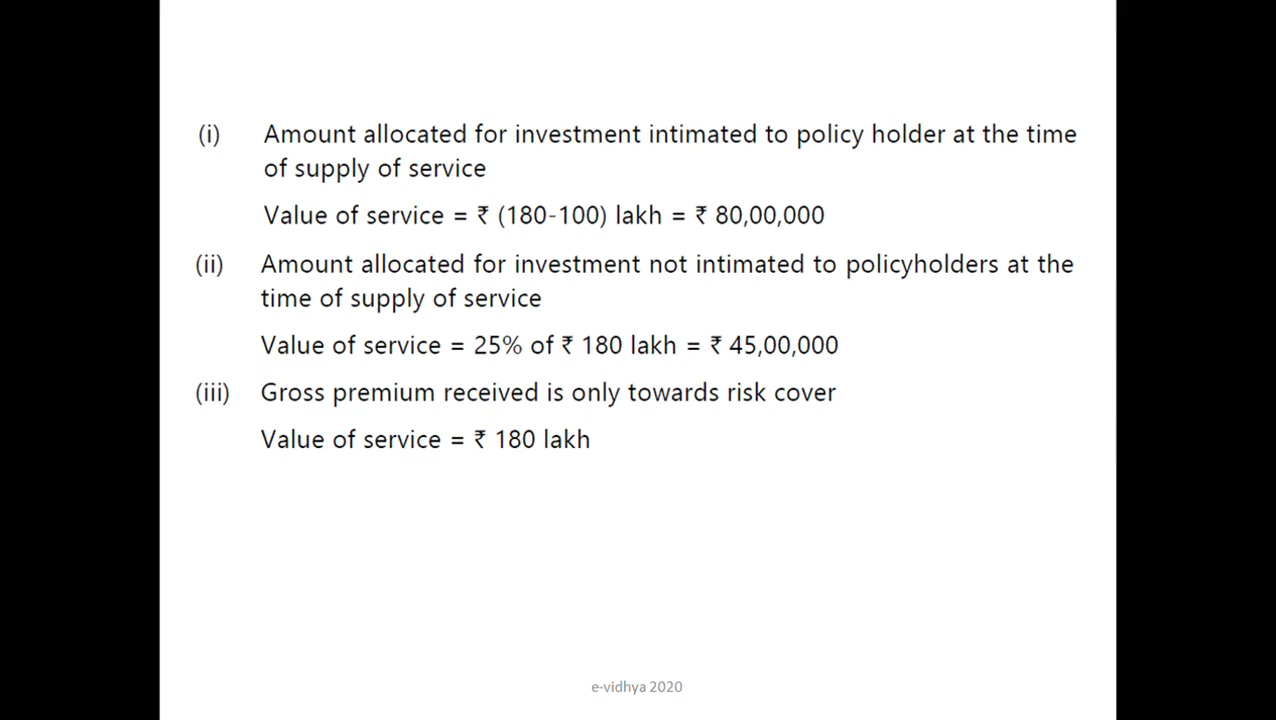 (i) Amount allocated for investment intimated to policy holder at the time
of supply of service
Value of service = ₹ (180-100) lakh = ₹ 80,00,000
(ii) Amount allocated for investment not intimated to policyholders at the
time of supply of service
Value of service = 25% of ₹ 180 lakh = ₹ 45,00,000
(iii) Gross premium received is only towards risk cover
Value of service = ₹ 180 lakh
e-vidhya 2020